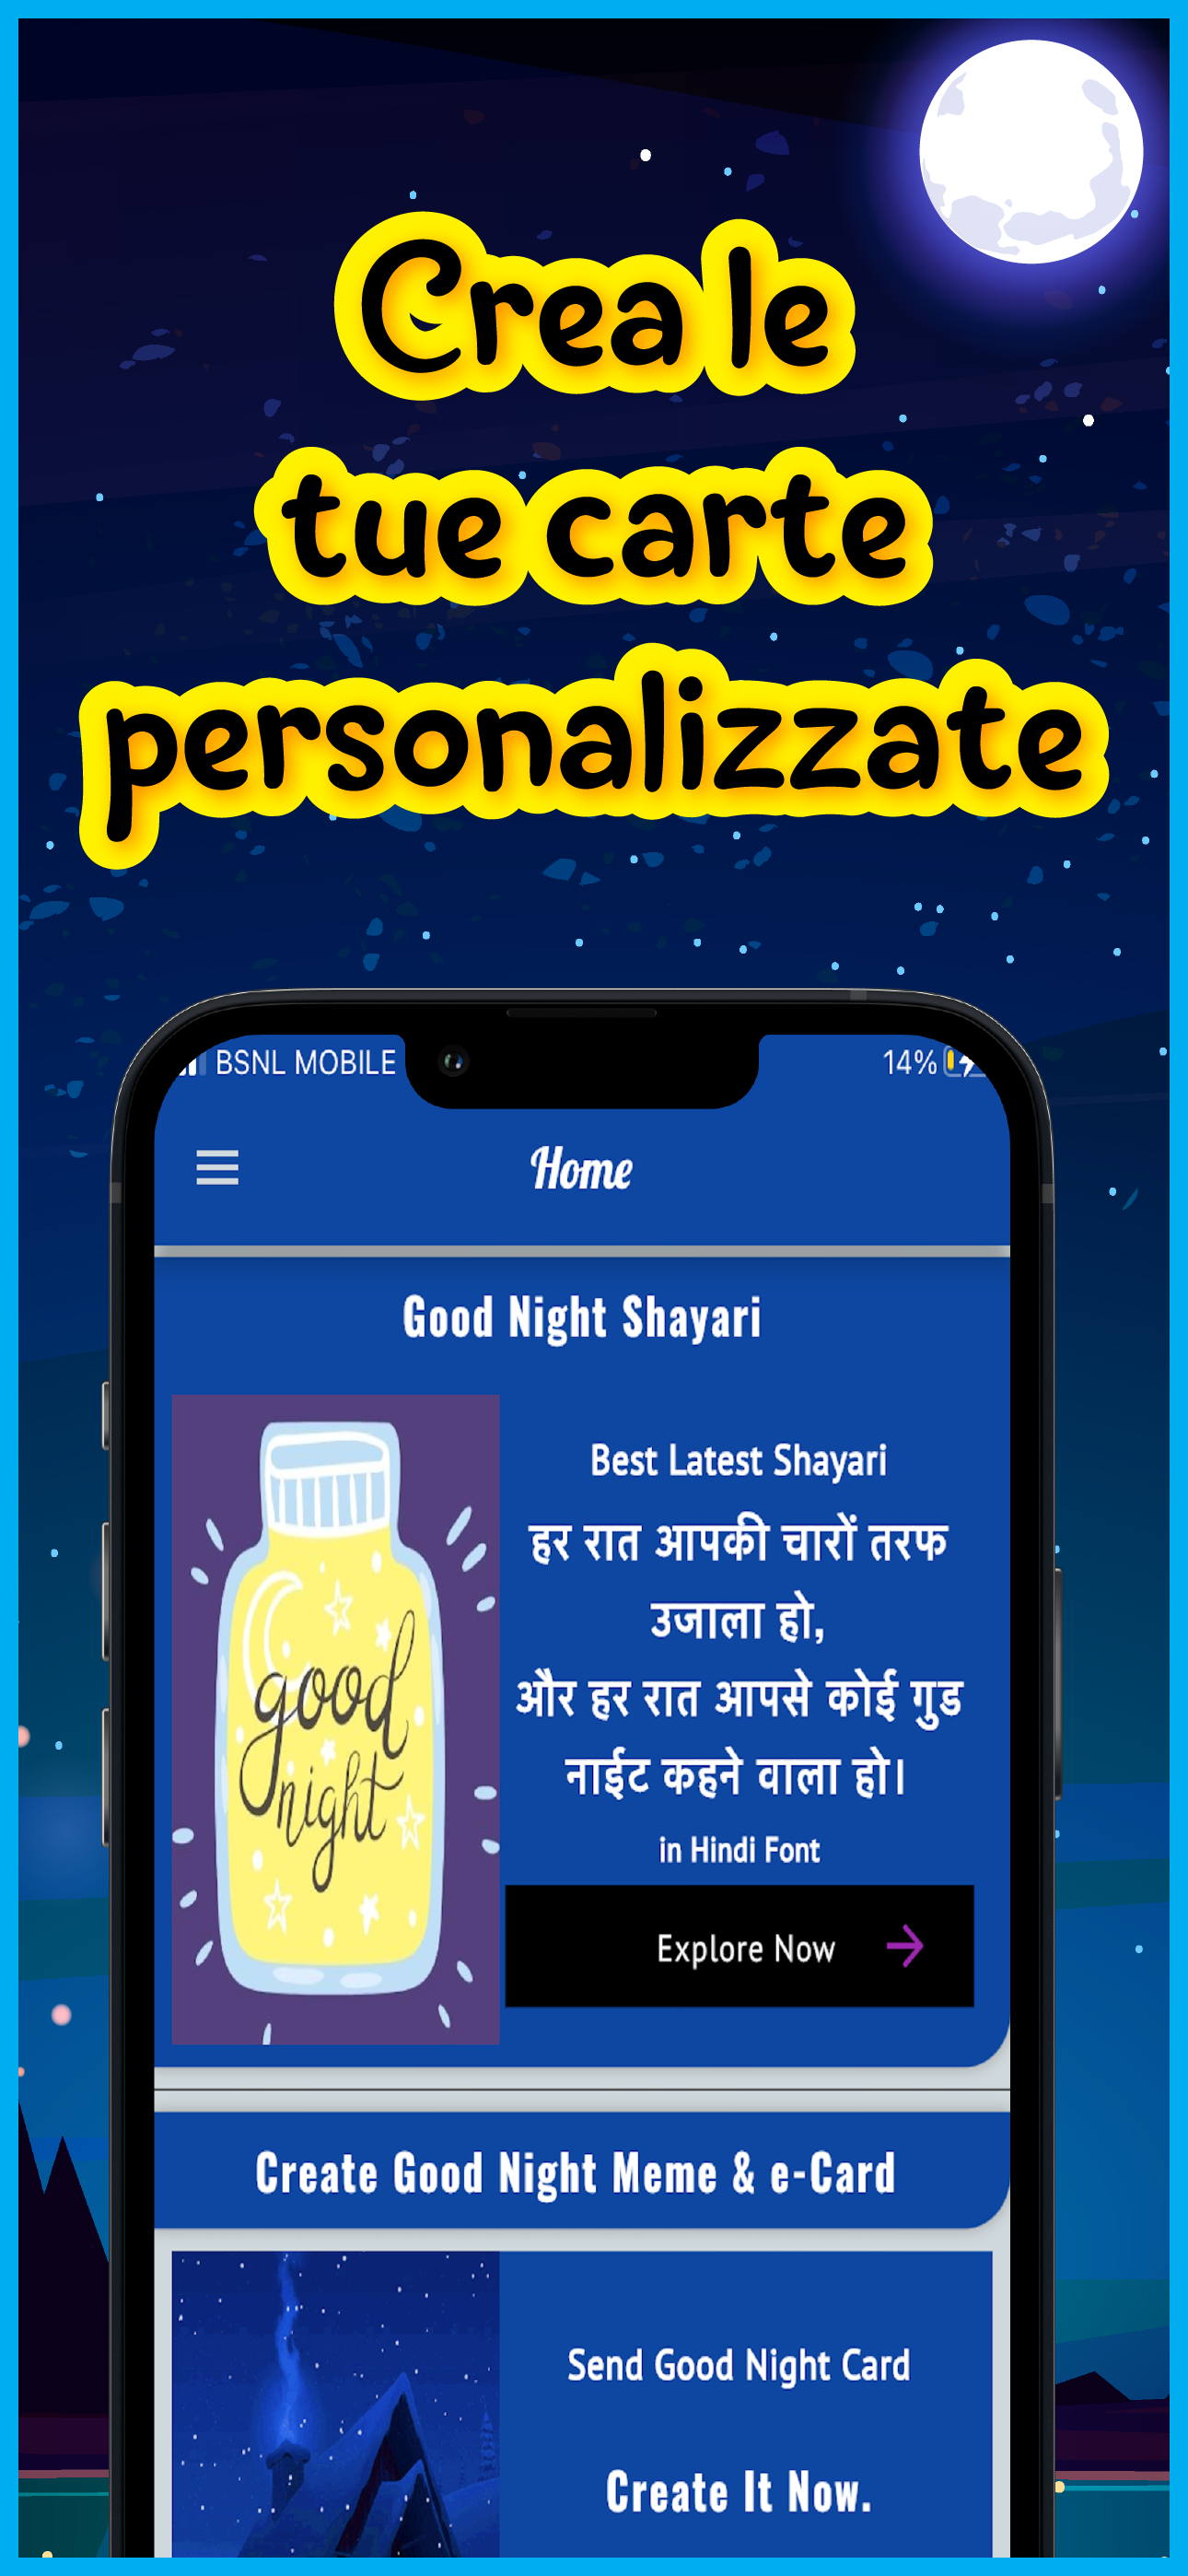 Crea le
tue carte
personalizzate
BSNL MOBILE
14%
Home
Good Night Shayari
good
night
Best Latest Shayari
हर रात आपकी चारों तरफ
उजाला हो,
और हर रात आपसे कोई गुड
नाईट कहने वाला हो।
in Hindi Font
Explore Now
Create Good Night Meme & e-Card
Send Good Night Card
Create It Now.